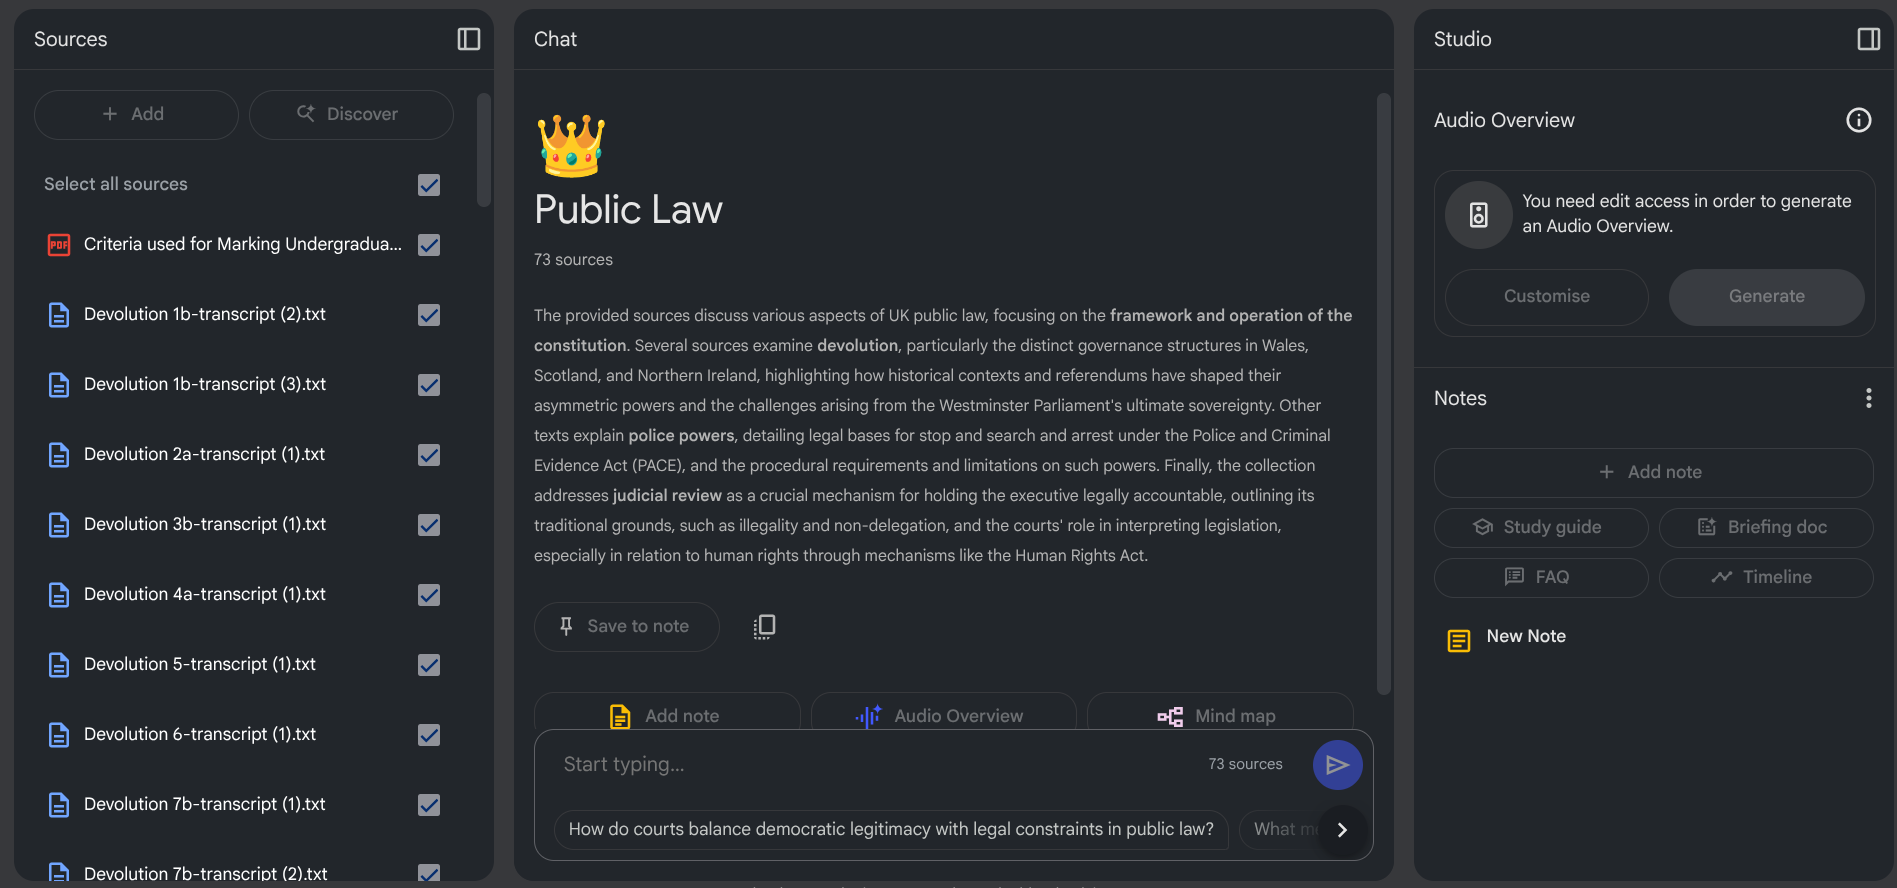 Sources
Add
Discover
Select all sources
PDF
Criteria used for Marking Undergradua...
Devolution 1b-transcript (2).txt
Devolution 1b-transcript (3).txt
Devolution 2a-transcript (1).txt
Devolution 3b-transcript (1).txt
Devolution 4a-transcript (1).txt
Devolution 5-transcript (1).txt
Devolution 6-transcript (1).txt
Devolution 7b-transcript (1).txt
Devolution 7b-transcript (2).txt
Chat
Public Law
73 sources
The provided sources discuss various aspects of UK public law, focusing on the framework and operation of the
constitution. Several sources examine devolution, particularly the distinct governance structures in Wales,
Scotland, and Northern Ireland, highlighting how historical contexts and referendums have shaped their
asymmetric powers and the challenges arising from the Westminster Parliament's ultimate sovereignty. Other
texts explain police powers, detailing legal bases for stop and search and arrest under the Police and Criminal
Evidence Act (PACE), and the procedural requirements and limitations on such powers. Finally, the collection
addresses judicial review as a crucial mechanism for holding the executive legally accountable, outlining its
traditional grounds, such as illegality and non-delegation, and the courts' role in interpreting legislation,
especially in relation to human rights through mechanisms like the Human Rights Act.
Save to note
Add note
Audio Overview
Mind map
Start typing...
73 sources
How do courts balance democratic legitimacy with legal constraints in public law?
What
Studio
Audio Overview
You need edit access in order to generate
an Audio Overview.
Customise
Generate
Notes
Add note
Study guide
Briefing doc
FAQ
Timeline
New Note